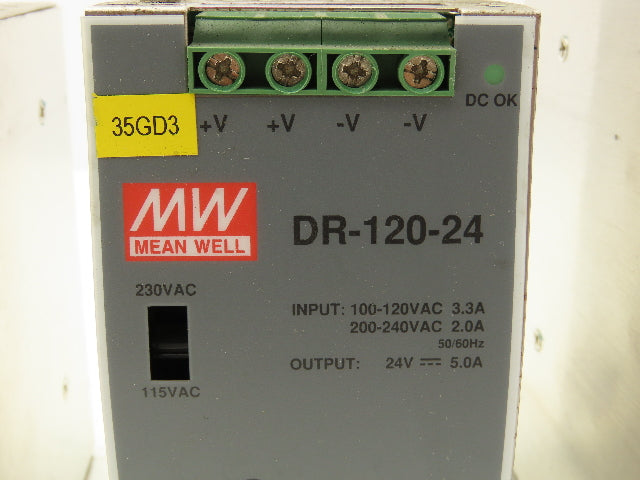 DC OK
35GD3 +V +V -V -V
MW
MEAN WELL
DR-120-24
230VAC
INPUT: 100-120VAC 3.3A
200-240VAC 2.0A
50/60Hz
OUTPUT: 24V ⎓ 5.0A
115VAC